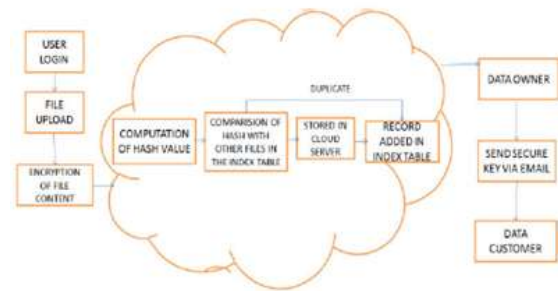 USER
LOGIN
FILE
UPLOAD
ENCRYPTION
OF FILE
CONTENT
COMPUTATION
OF HASH VALUE
COMPARISION OF
HASH WITH
OTHER FILES IN
THE INDEX TABLE
DUPLICATE
STORED IN
CLOUD
SERVER
RECORD
ADDED IN
INDEX TABLE
DATA OWNER
SEND SECURE
KEY VIA EMAIL
DATA
CUSTOMER